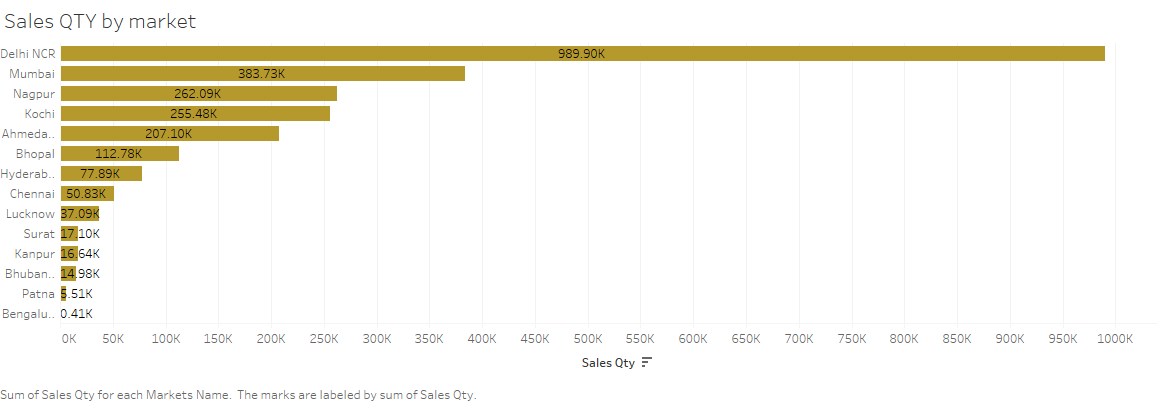 Sales QTY by market
Delhi NCR 989.90K
Mumbai 383.73K
Nagpur 262.09K
Kochi 255.48K
Ahmeda.. 207.10K
Bhopal 112.78K
Hyderab.. 77.89K
Chennai 50.83K
Lucknow 37.09K
Surat 17.10K
Kanpur 16.64K
Bhuban.. 14.98K
Patna 5.51K
Bengalu.. 0.41K
0K 50K 100K 150K 200K 250K 300K 350K 400K 450K 500K 550K 600K 650K 700K 750K 800K 850K 900K 950K 1000K
Sales Qty
Sum of Sales Qty for each Markets Name. The marks are labeled by sum of Sales Qty.